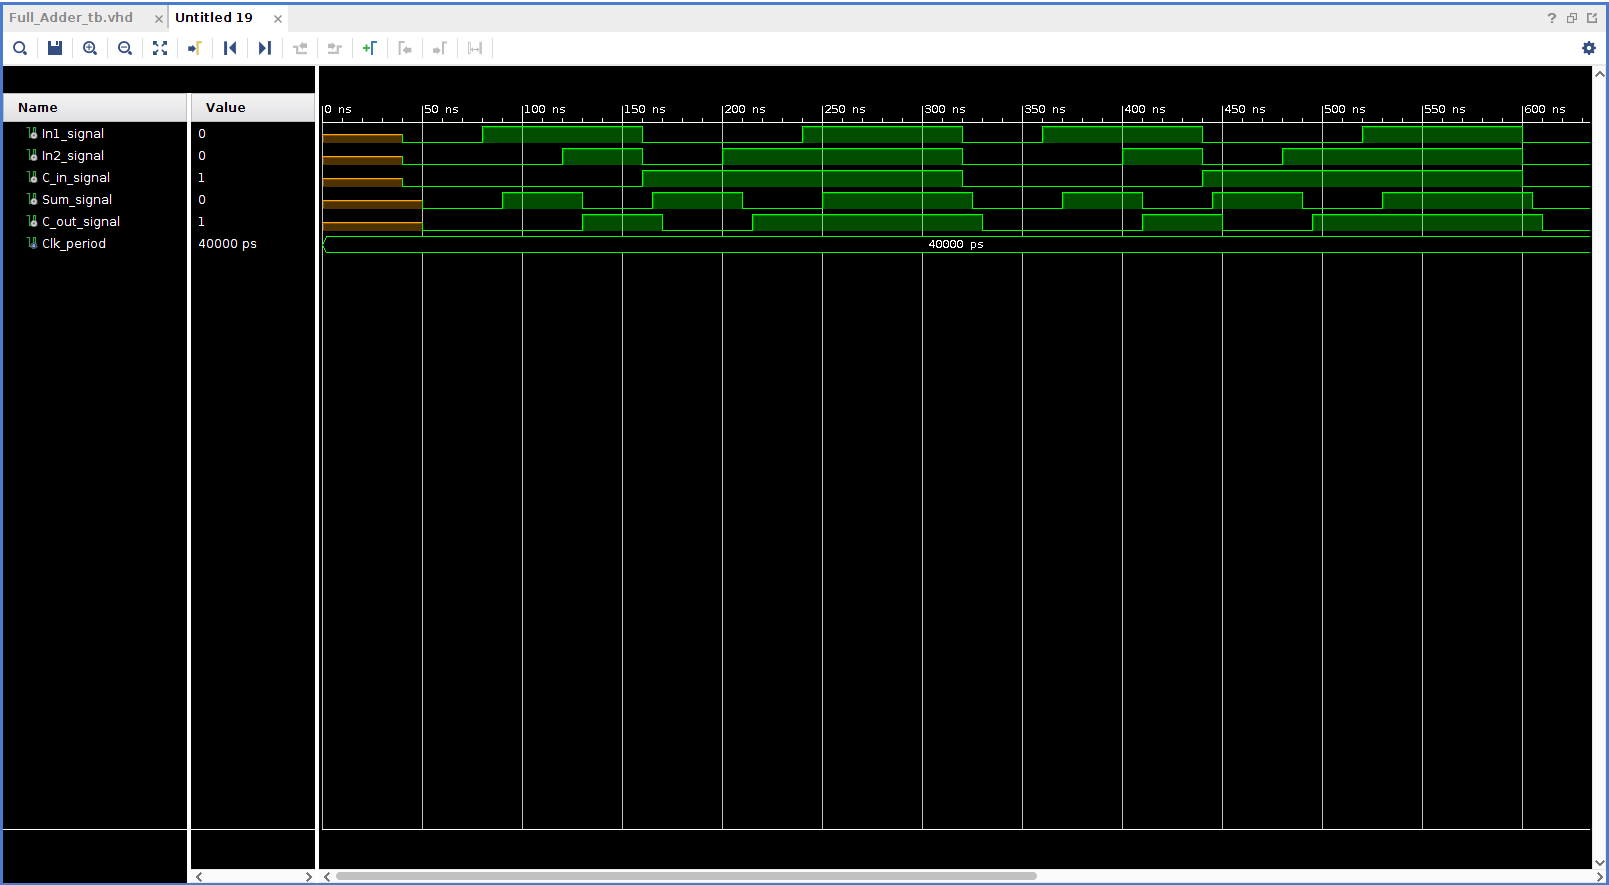 Full_Adder_tb.vhd × Untitled 19 ×
Name Value
0 ns 50 ns 100 ns 150 ns 200 ns 250 ns 300 ns 350 ns 400 ns 450 ns 500 ns 550 ns 600 ns
In1_signal 0
In2_signal 0
C_in_signal 1
Sum_signal 0
C_out_signal 1
Clk_period 40000 ps 40000 ps